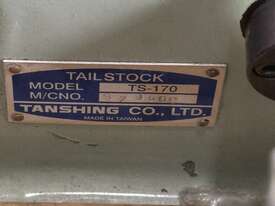 TAILSTOCK
MODEL TS-170
M/CNO.
TANSHING CO., LTD.
MADE IN TAIWAN